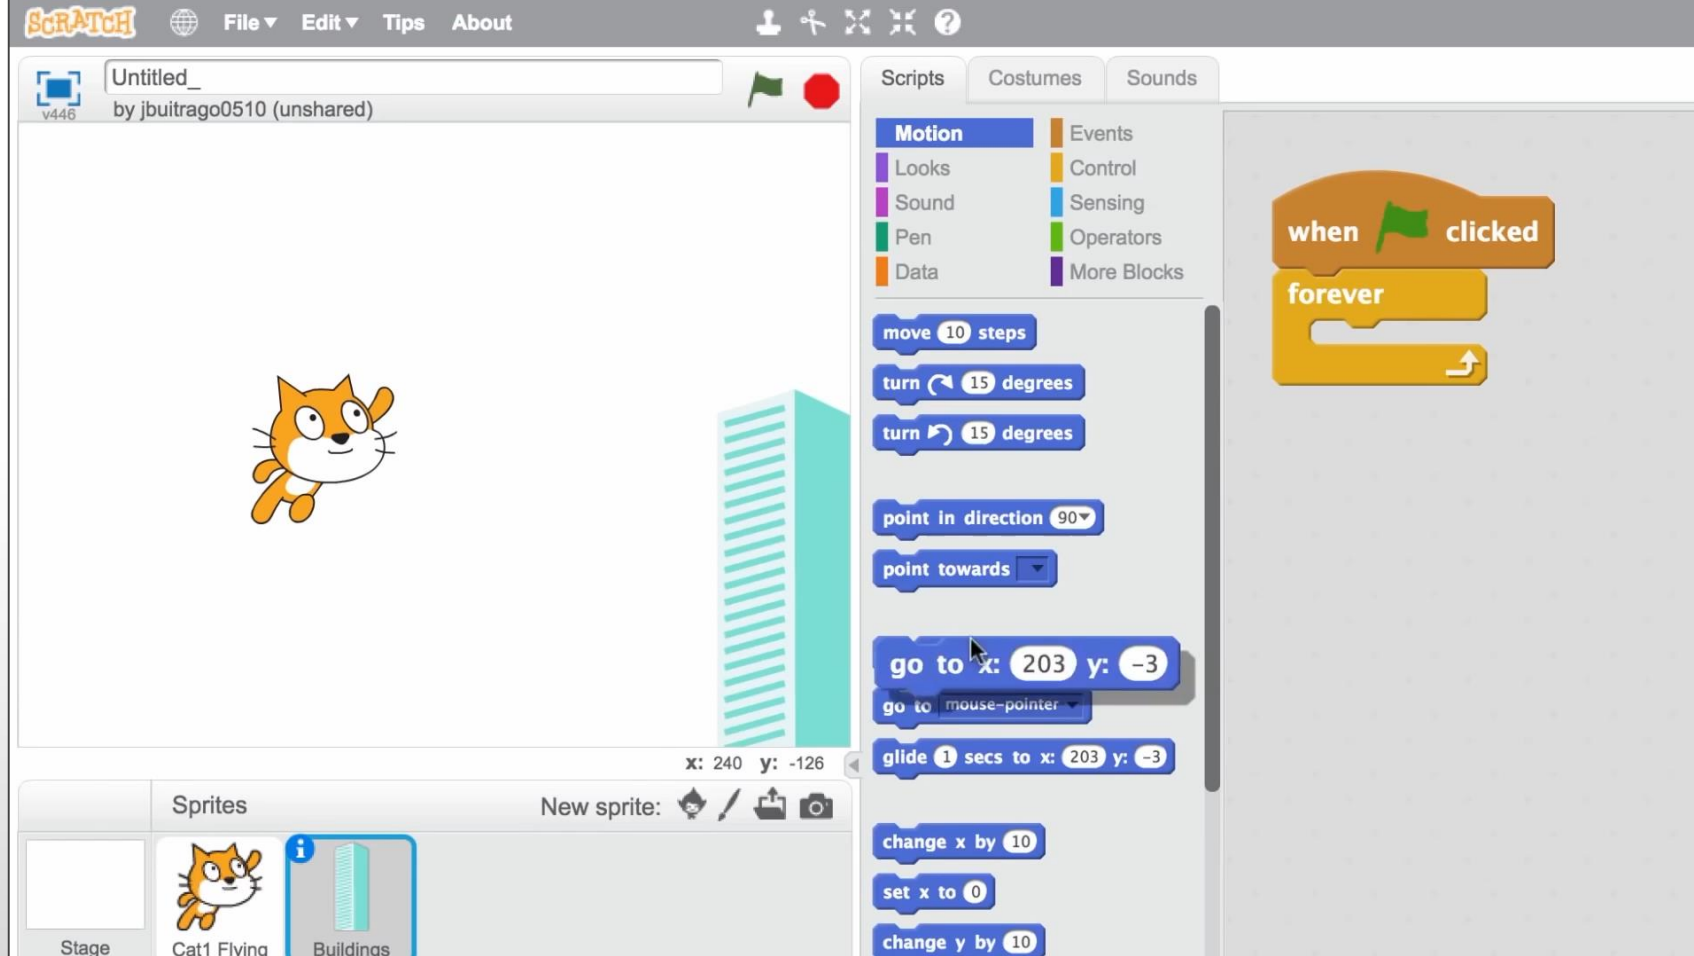 SCRATCH File Edit Tips About
Untitled_
v446
by jbuitrago0510 (unshared)
Scripts Costumes Sounds
Motion Events
Looks Control
Sound Sensing
Pen Operators
Data More Blocks
when clicked
forever
move 10 steps
turn 15 degrees
turn 15 degrees
point in direction 90
point towards
go to x: 203 y: -3
go to mouse-pointer
glide 1 secs to x: 203 y: -3
change x by 10
set x to 0
change y by 10
x: 240 y: -126
Sprites New sprite:
Stage
Cat1 Flying
Buildings